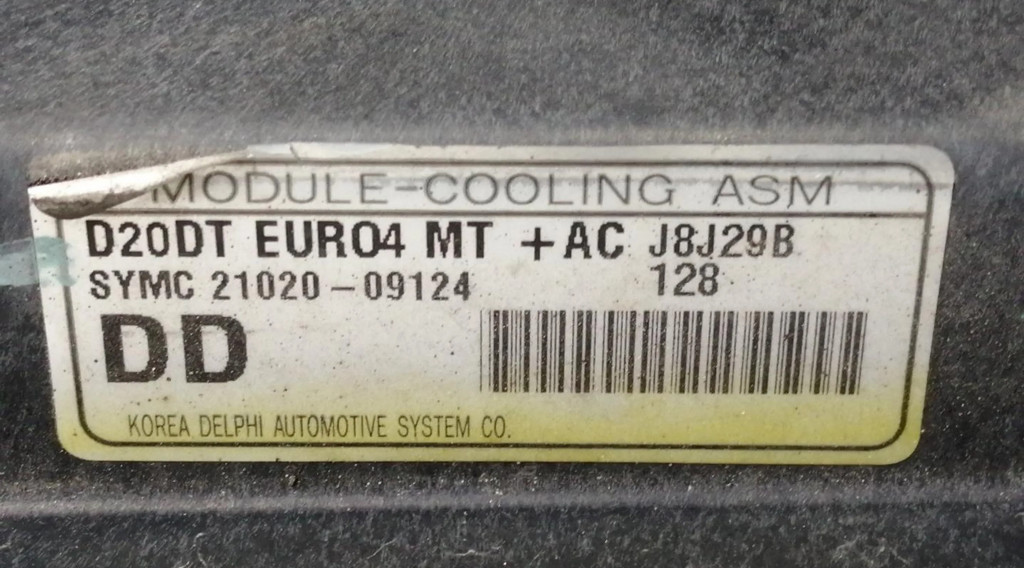 MODULE-COOLING ASM
D20DT EURO4 MT +AC J8J29B
SYMC 21020-09124 128
DD
KOREA DELPHI AUTOMOTIVE SYSTEM CO.